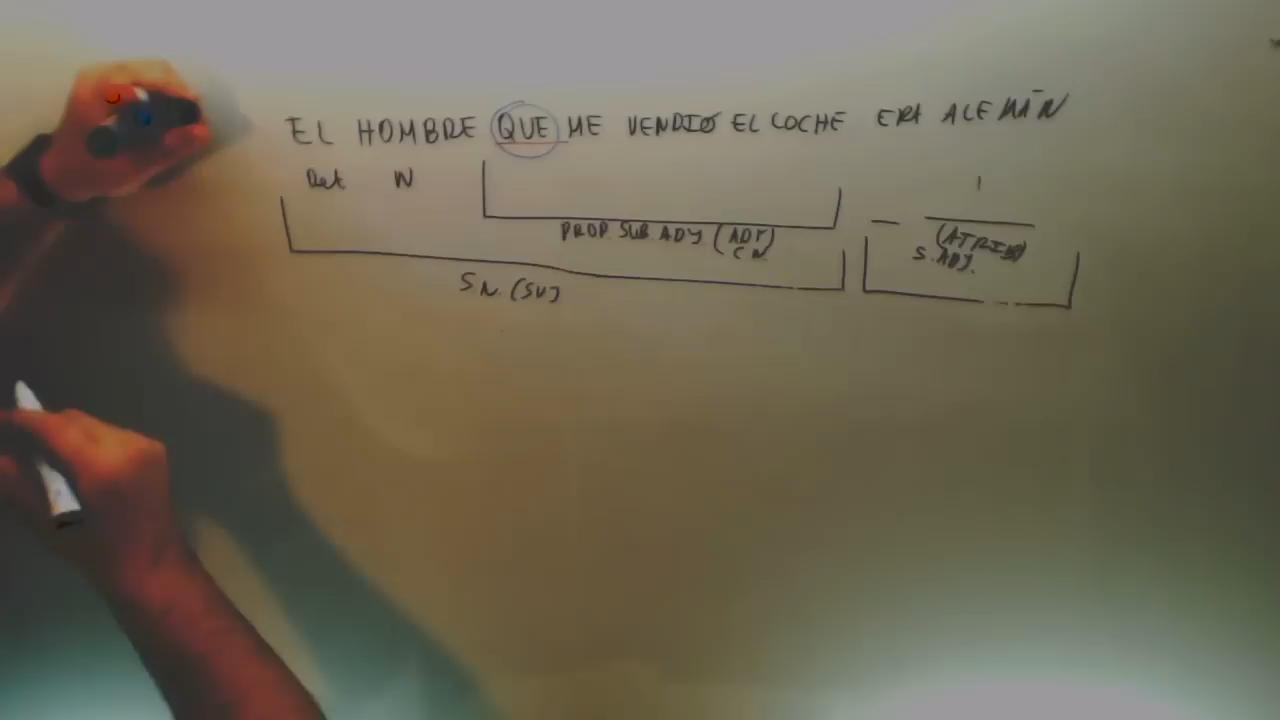 EL HOMBRE QUE ME VENDIÓ EL COCHE ERA ALEMÁN
Det N
PROP. SUB. ADJ (ADY)
CN
(ATRIB)
S. ADJ.
S.N. (SUJ)